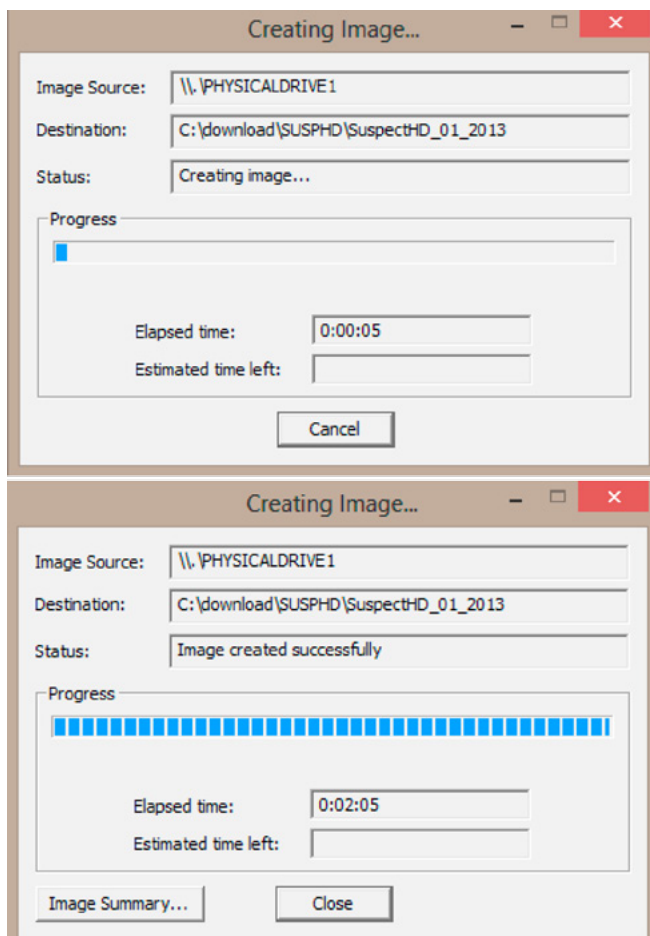 Creating Image...
Image Source: \\.\PHYSICALDRIVE1
Destination: C:\download\SUSPHD\SuspectHD_01_2013
Status: Creating image...
Progress
Elapsed time: 0:00:05
Estimated time left:
Cancel
Creating Image...
Image Source: \\.\PHYSICALDRIVE1
Destination: C:\download\SUSPHD\SuspectHD_01_2013
Status: Image created successfully
Progress
Elapsed time: 0:02:05
Estimated time left:
Image Summary... Close